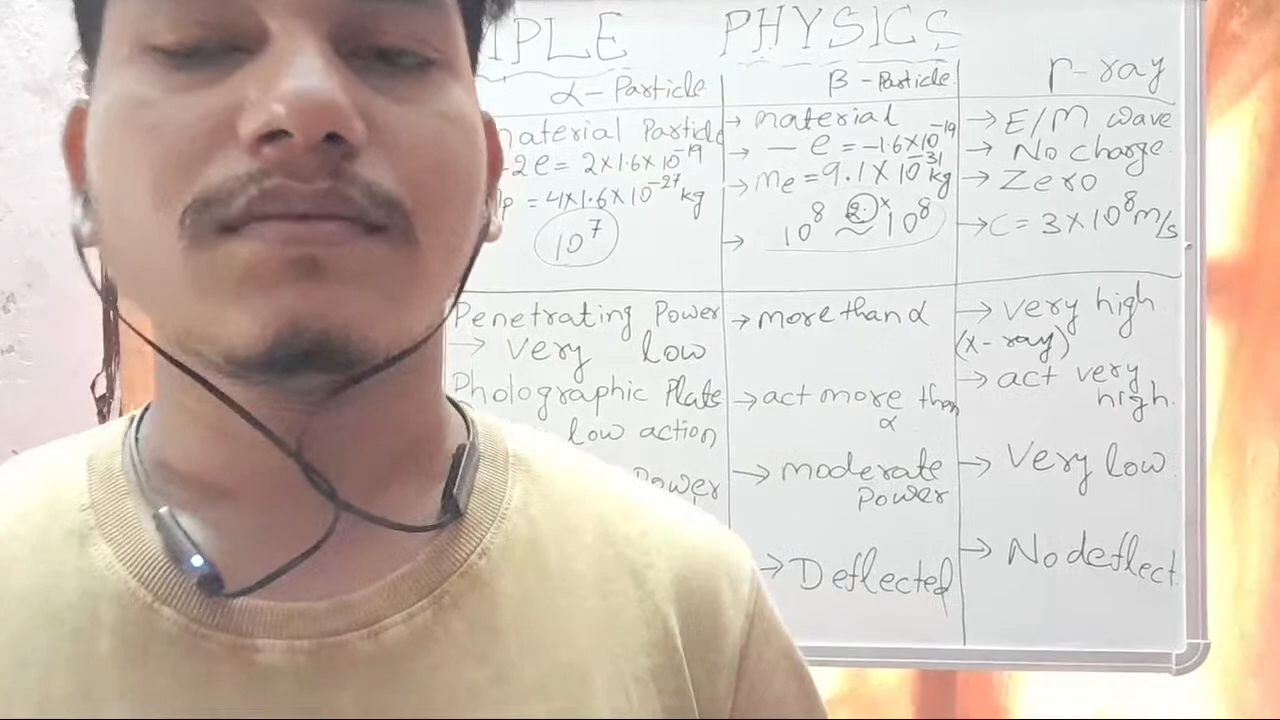 IPLE PHYSICS
α-Particle
material Particle
2e = 2×1.6×10⁻¹⁹
p = 4×1.6×10⁻²⁷ kg
10⁷
Penetrating Power
→ very low
Photographic Plate
low action
Power
β-Particle
→ material
→ – e = –1.6×10⁻¹⁹
→ me = 9.1×10⁻³¹ kg
→ 10⁸ 10⁸
→ more than α
→ act more than
α
→ moderate
Power
→ Deflected
γ-ray
→ E/M wave
→ No charge
→ Zero
→ C = 3×10⁸ m/s
→ very high
(x-ray)
→ act very
high.
→ Very low.
→ No deflect